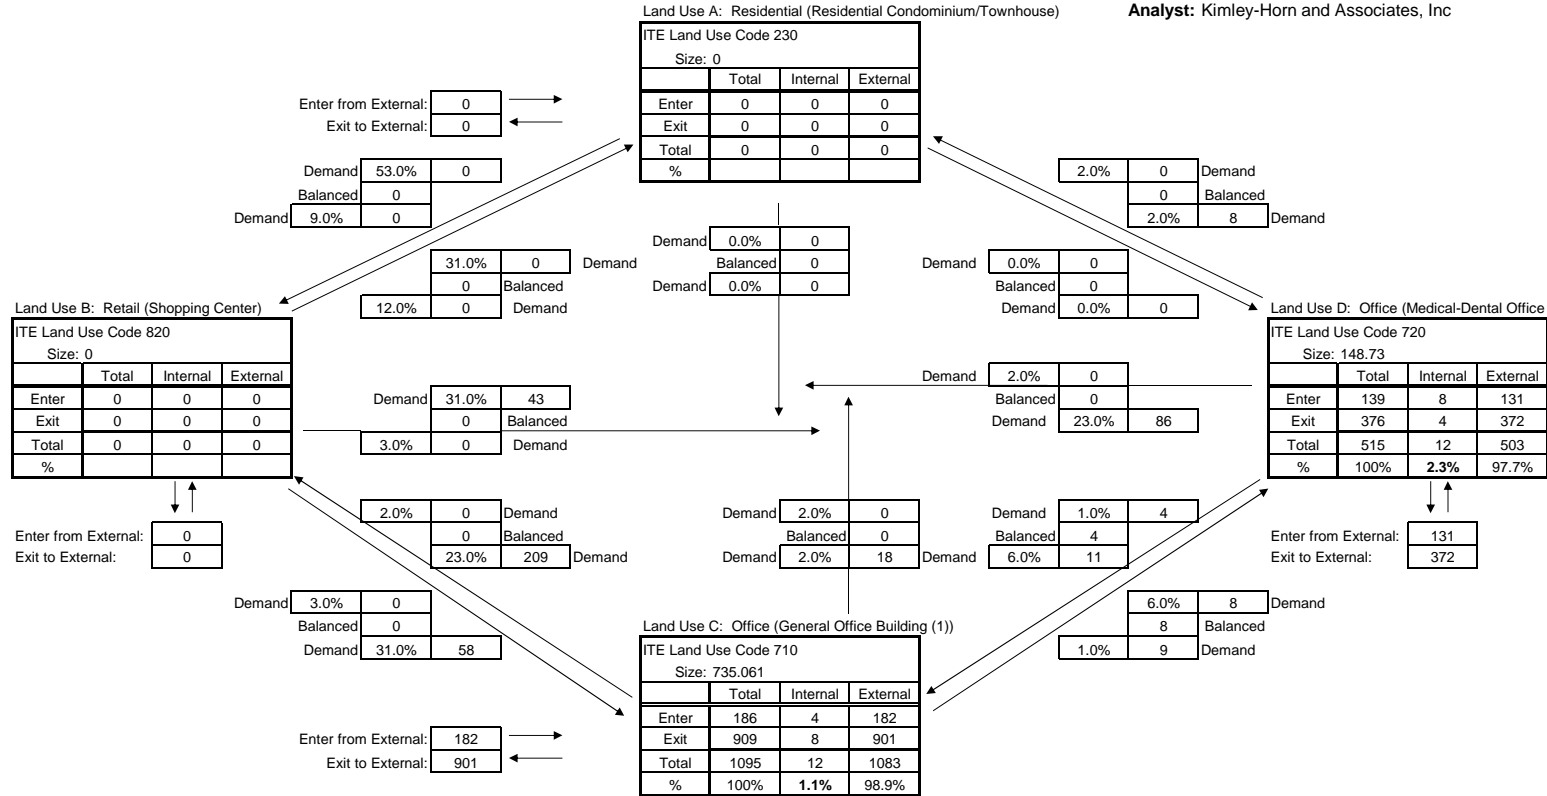 Land Use A: Residential (Residential Condominium/Townhouse)
Analyst: Kimley-Horn and Associates, Inc
ITE Land Use Code 230
Size: 0
Total Internal External
Enter 0 0 0
Exit 0 0 0
Total 0 0 0
%
Enter from External: 0
Exit to External: 0
Demand 53.0% 0
Balanced 0
Demand 9.0% 0
2.0% 0 Demand
0 Balanced
2.0% 8 Demand
31.0% 0 Demand
0 Balanced
12.0% 0 Demand
Demand 0.0% 0
Balanced 0
Demand 0.0% 0
Demand 0.0% 0
Balanced 0
Demand 0.0% 0
Land Use B: Retail (Shopping Center)
ITE Land Use Code 820
Size: 0
Total Internal External
Enter 0 0 0
Exit 0 0 0
Total 0 0 0
%
Enter from External: 0
Exit to External: 0
Demand 31.0% 43
0 Balanced
3.0% 0 Demand
Demand 2.0% 0
Balanced 0
Demand 23.0% 86
Land Use D: Office (Medical-Dental Office
ITE Land Use Code 720
Size: 148.73
Total Internal External
Enter 139 8 131
Exit 376 4 372
Total 515 12 503
% 100% 2.3% 97.7%
Enter from External: 131
Exit to External: 372
2.0% 0 Demand
0 Balanced
23.0% 209 Demand
Demand 2.0% 0
Balanced 0
Demand 2.0% 18
Demand 1.0% 4
Balanced 4
Demand 6.0% 11
Demand 3.0% 0
Balanced 0
Demand 31.0% 58
6.0% 8 Demand
8 Balanced
1.0% 9 Demand
Land Use C: Office (General Office Building (1))
ITE Land Use Code 710
Size: 735.061
Total Internal External
Enter 186 4 182
Exit 909 8 901
Total 1095 12 1083
% 100% 1.1% 98.9%
Enter from External: 182
Exit to External: 901